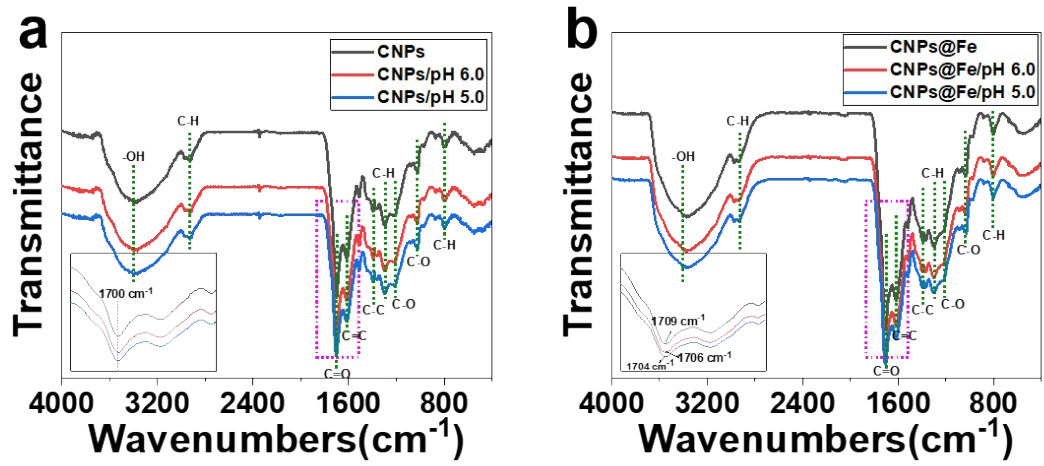 a
CNPs
CNPs/pH 6.0
CNPs/pH 5.0
-OH
C-H
C-H
C-O
C-H
C-C
C-O
C=C
C=O
1700 cm-1
Transmittance
4000 3200 2400 1600 800
Wavenumbers(cm-1)
b
CNPs@Fe
CNPs@Fe/pH 6.0
CNPs@Fe/pH 5.0
-OH
C-H
C-H
C-O
C-H
C-C
C-O
C=C
C=O
1709 cm-1
1706 cm-1
1704 cm-1
Transmittance
4000 3200 2400 1600 800
Wavenumbers(cm-1)